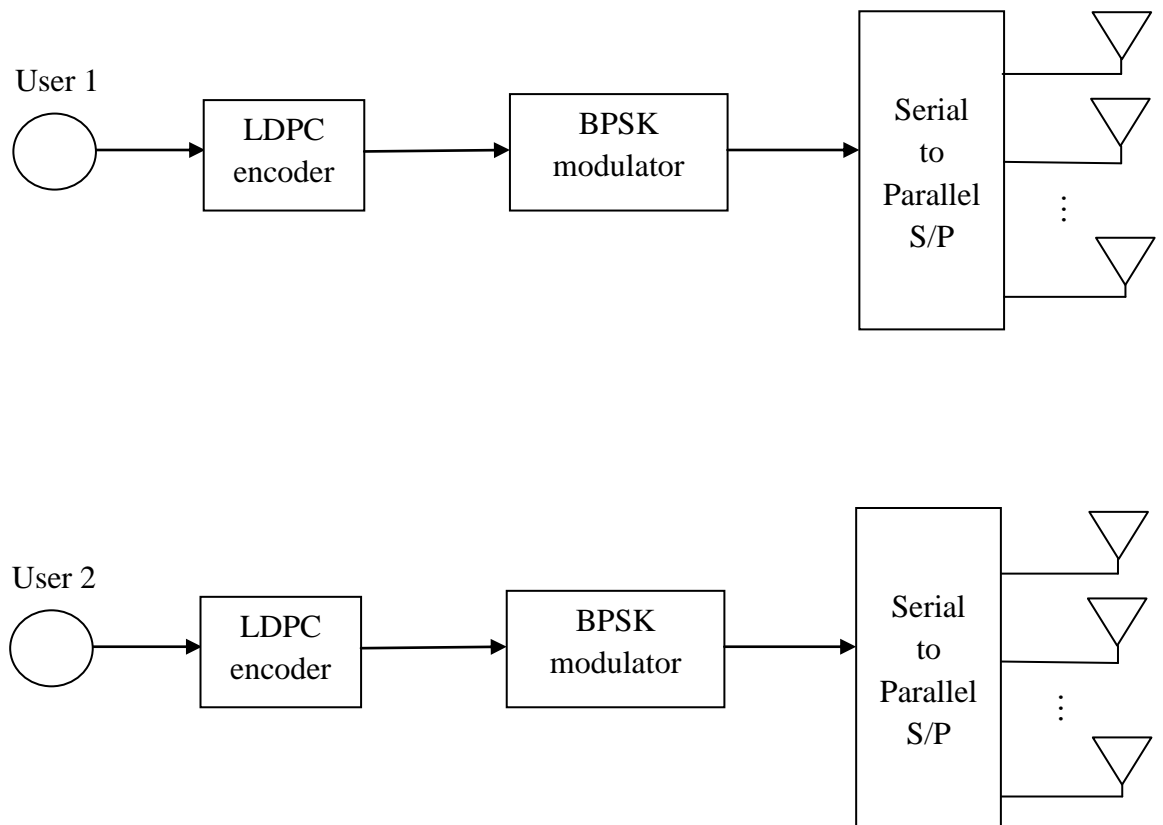 User 1
LDPC
encoder
BPSK
modulator
Serial
to
Parallel
S/P
...
User 2
LDPC
encoder
BPSK
modulator
Serial
to
Parallel
S/P
...